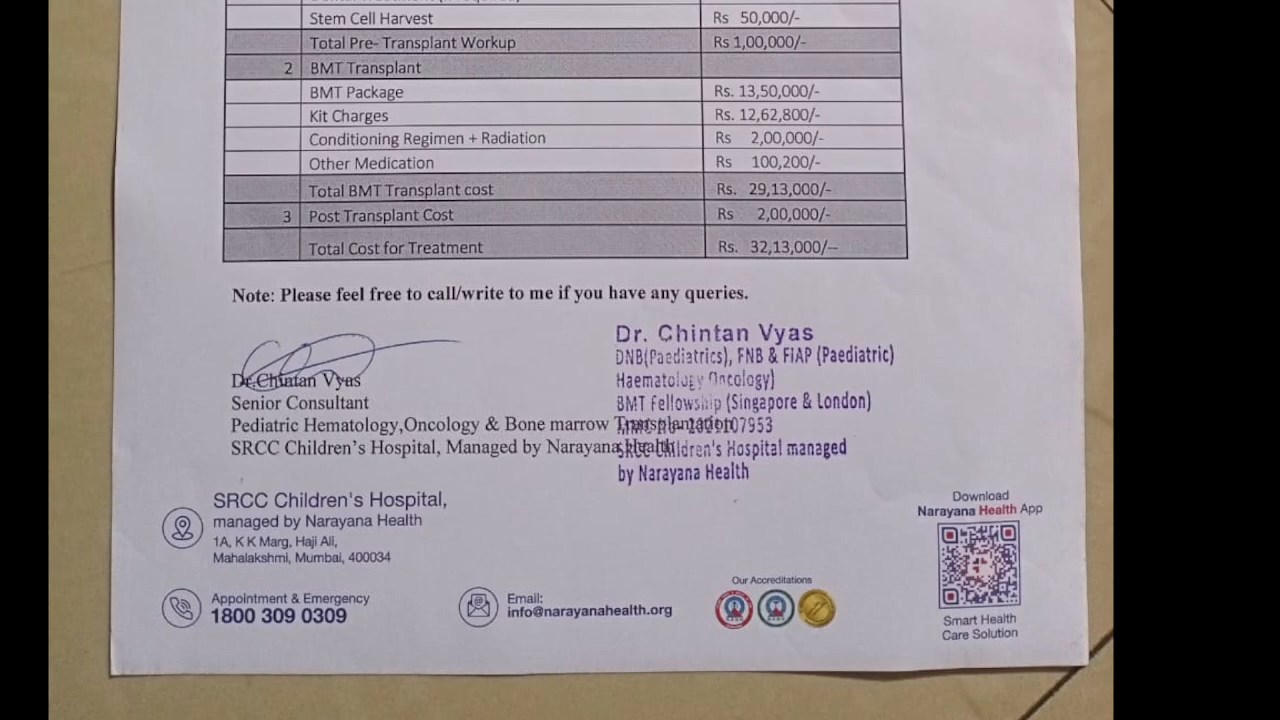 Stem Cell Harvest Rs 50,000/-
Total Pre- Transplant Workup Rs 1,00,000/-
2 BMT Transplant
BMT Package Rs. 13,50,000/-
Kit Charges Rs. 12,62,800/-
Conditioning Regimen + Radiation Rs 2,00,000/-
Other Medication Rs 100,200/-
Total BMT Transplant cost Rs. 29,13,000/-
3 Post Transplant Cost Rs 2,00,000/-
Total Cost for Treatment Rs. 32,13,000/--
Note: Please feel free to call/write to me if you have any queries.
Dr.Chintan Vyas
Senior Consultant
Pediatric Hematology,Oncology & Bone marrow Transplantation
SRCC Children's Hospital, Managed by Narayana Health
Dr. Chintan Vyas
DNB(Paediatrics), FNB & FIAP (Paediatric)
Haematology Oncology)
BMT Fellowship (Singapore & London)
SRCC Children's Hospital managed
by Narayana Health
SRCC Children's Hospital,
managed by Narayana Health
1A, K K Marg, Haji Ali,
Mahalakshmi, Mumbai, 400034
Appointment & Emergency
1800 309 0309
Email:
info@narayanahealth.org
Our Accreditations
Download
Narayana Health App
Smart Health
Care Solution